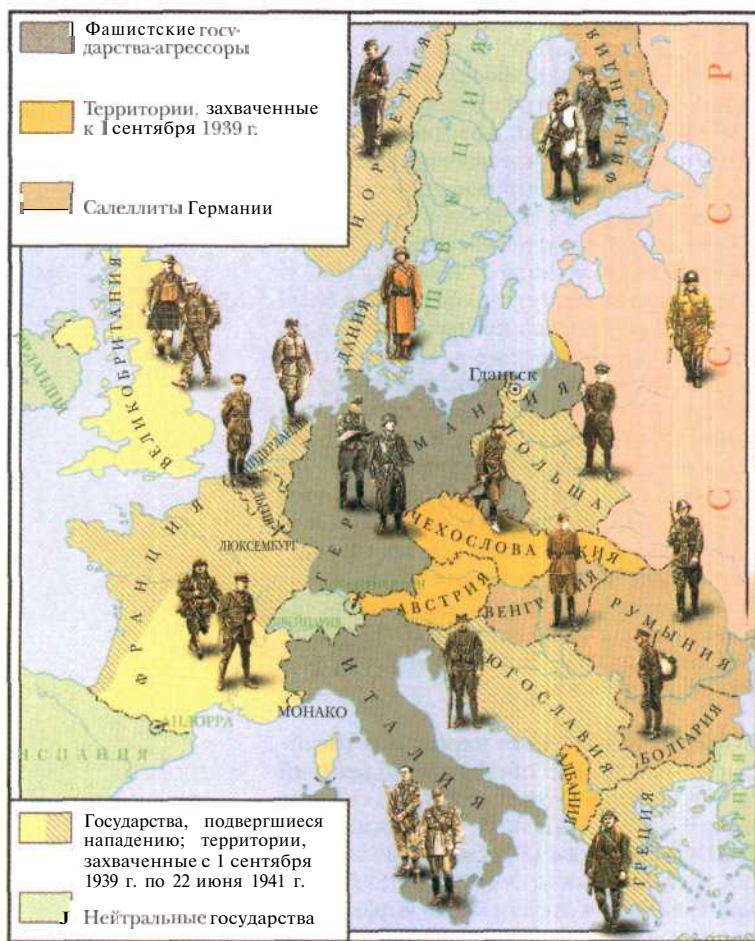 Фашистские госу-
дарства-агрессоры
Территории, захваченные
к 1 сентября 1939 г.
Салеллиты Германии
НОРВЕГИЯ
ШВЕЦИЯ
ФИНЛЯНДИЯ
СССР
ВЕЛИКОБРИТАНИЯ
ДАНИЯ
Гданьск
НИДЕРЛАНДЫ
ГЕРМАНИЯ
ПОЛЬША
ЛЮКСЕМБУРГ
ФРАНЦИЯ
ЧЕХОСЛОВАКИЯ
АВСТРИЯ
ВЕНГРИЯ
РУМЫНИЯ
ИТАЛИЯ
ЮГОСЛАВИЯ
МОНАКО
АНДОРРА
ИСПАНИЯ
БОЛГАРИЯ
АЛБАНИЯ
ГРЕЦИЯ
Государства, подвергшиеся
нападению; территории,
захваченные с 1 сентября
1939 г. по 22 июня 1941 г.
J Нейтральные государства